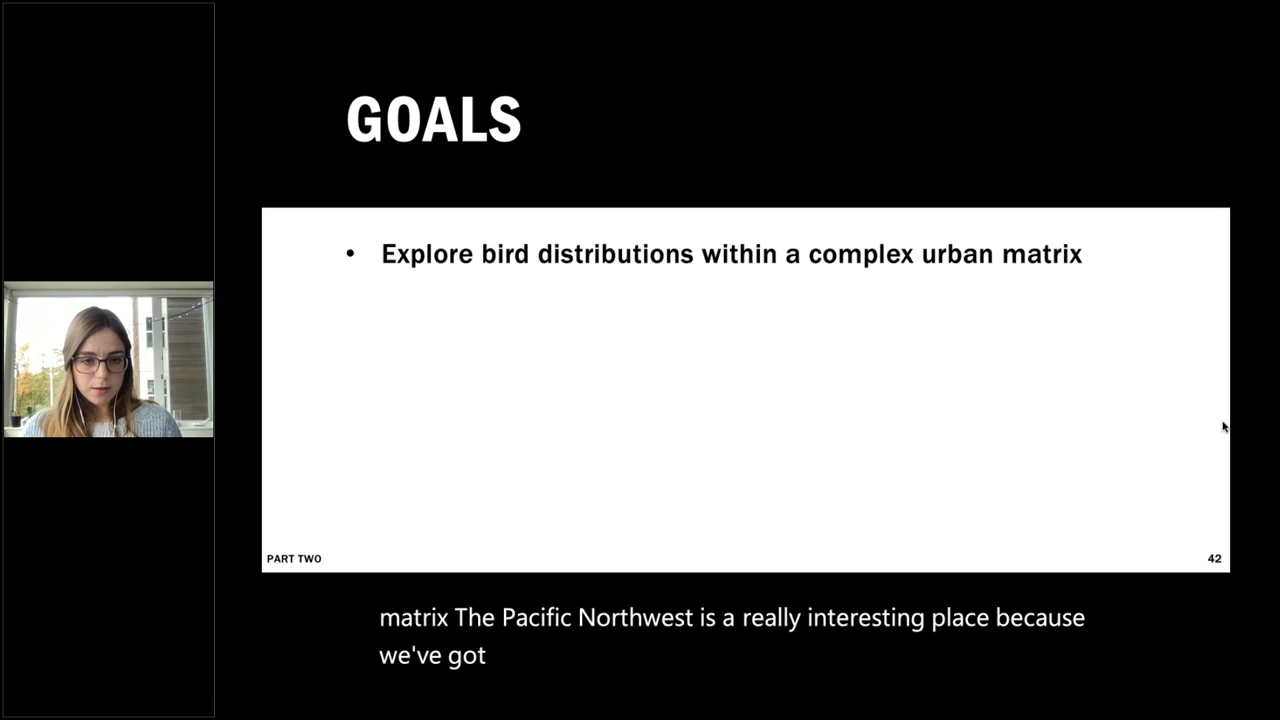 GOALS
• Explore bird distributions within a complex urban matrix
PART TWO
42
matrix The Pacific Northwest is a really interesting place because
we've got